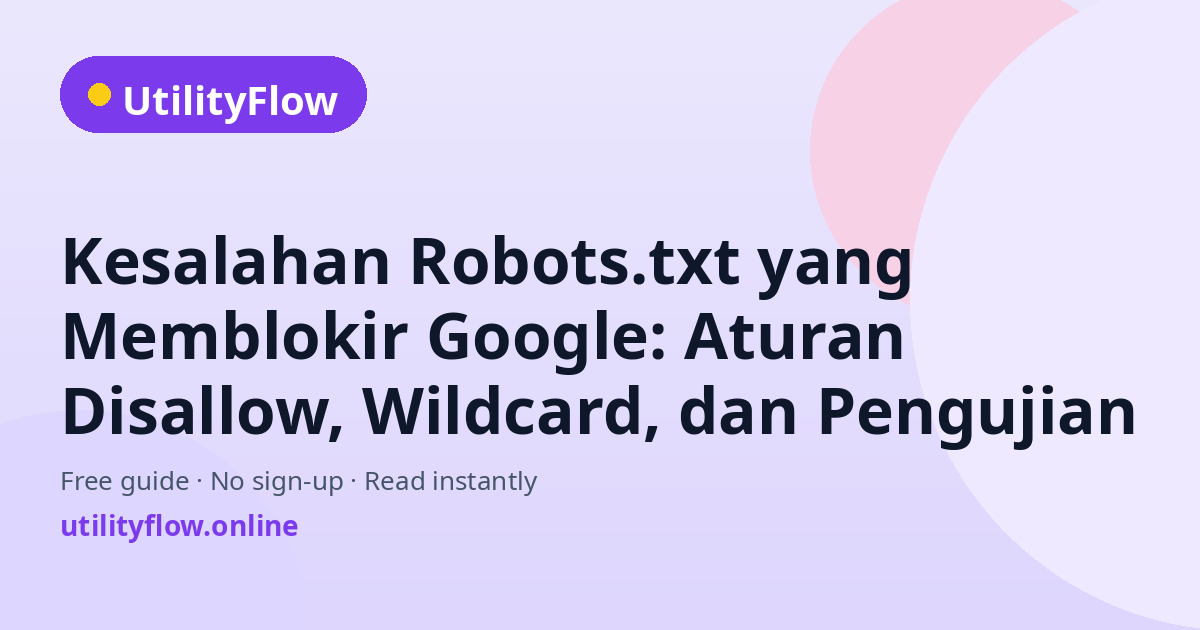 UtilityFlow
Kesalahan Robots.txt yang
Memblokir Google: Aturan
Disallow, Wildcard, dan Pengujian
Free guide · No sign-up · Read instantly
utilityflow.online